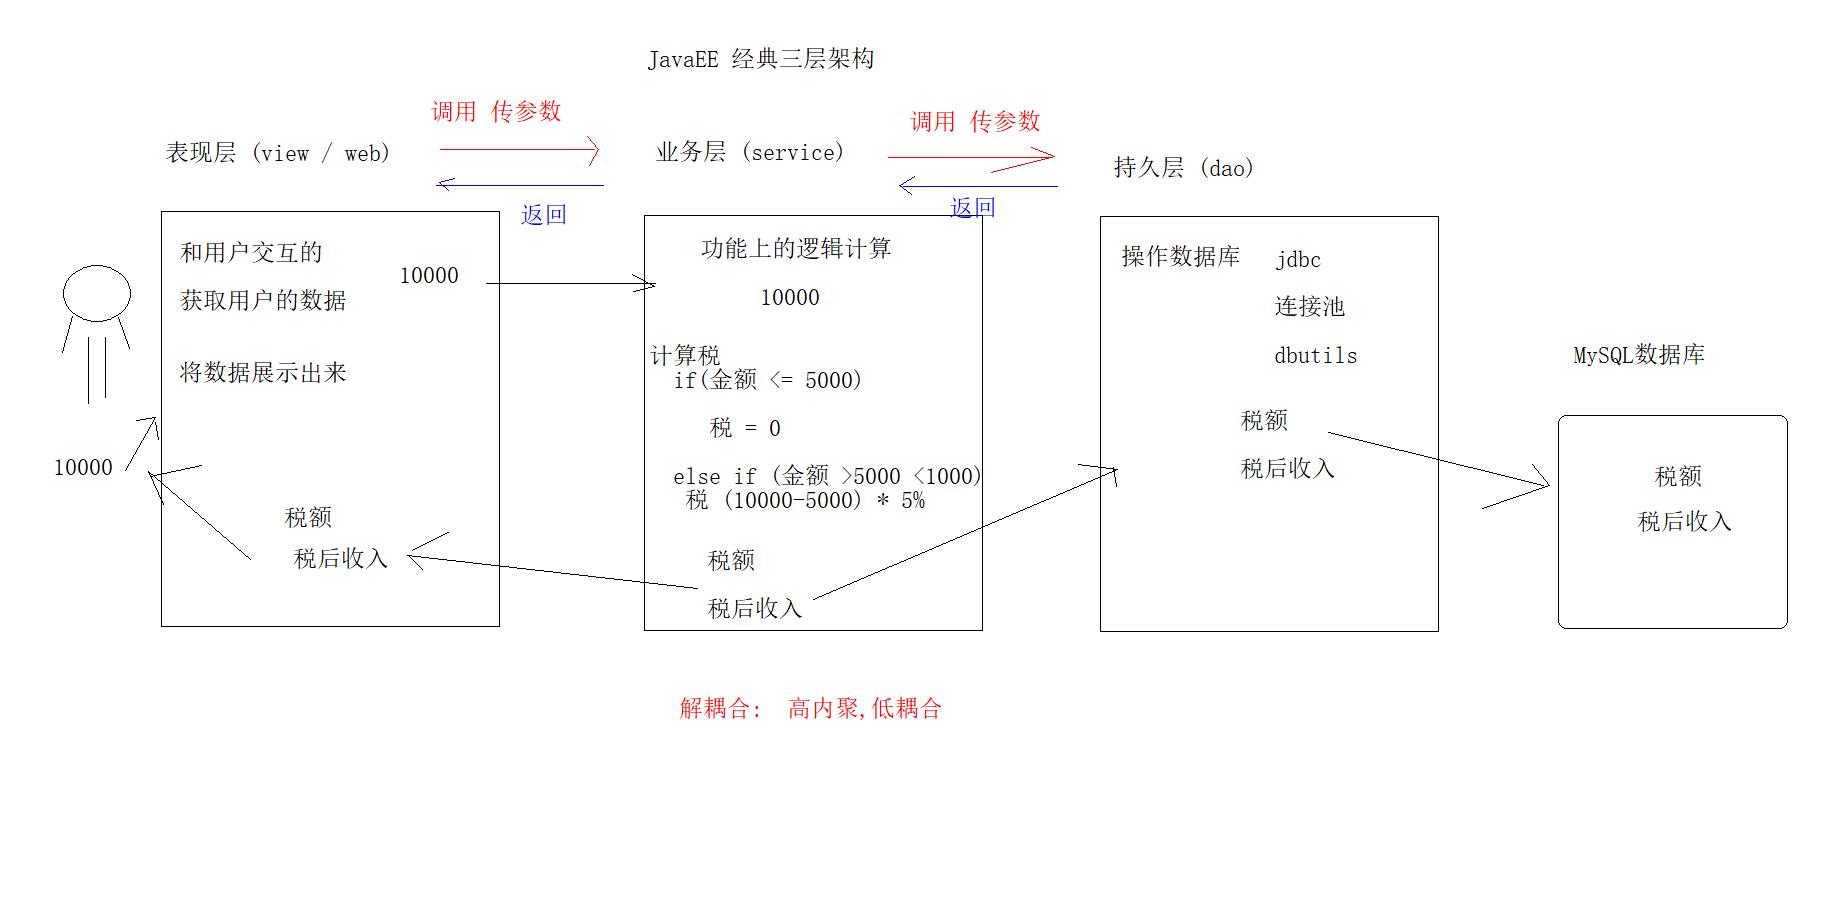 JavaEE 经典三层架构
调用 传参数
调用 传参数
表现层 (view / web)
业务层 (service)
持久层 (dao)
返回
返回
和用户交互的
10000
获取用户的数据
将数据展示出来
10000
税额
税后收入
功能上的逻辑计算
10000
计算税
if(金额 <= 5000)
税 = 0
else if (金额 >5000 <1000)
税 (10000-5000) * 5%
税额
税后收入
操作数据库
jdbc
连接池
dbutils
税额
税后收入
MySQL数据库
税额
税后收入
解耦合: 高内聚,低耦合